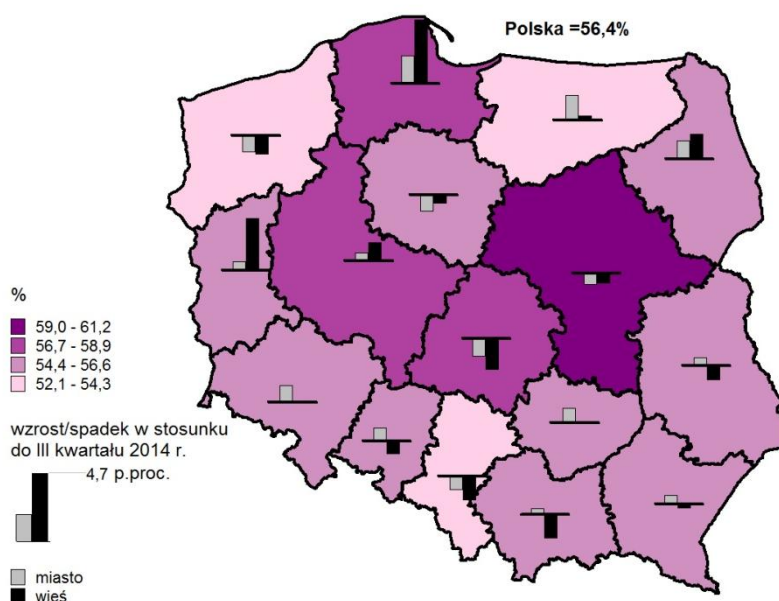 Polska =56,4%
%
59,0 - 61,2
56,7 - 58,9
54,4 - 56,6
52,1 - 54,3
wzrost/spadek w stosunku
do III kwartału 2014 r.
4,7 p.proc.
miasto
wieś